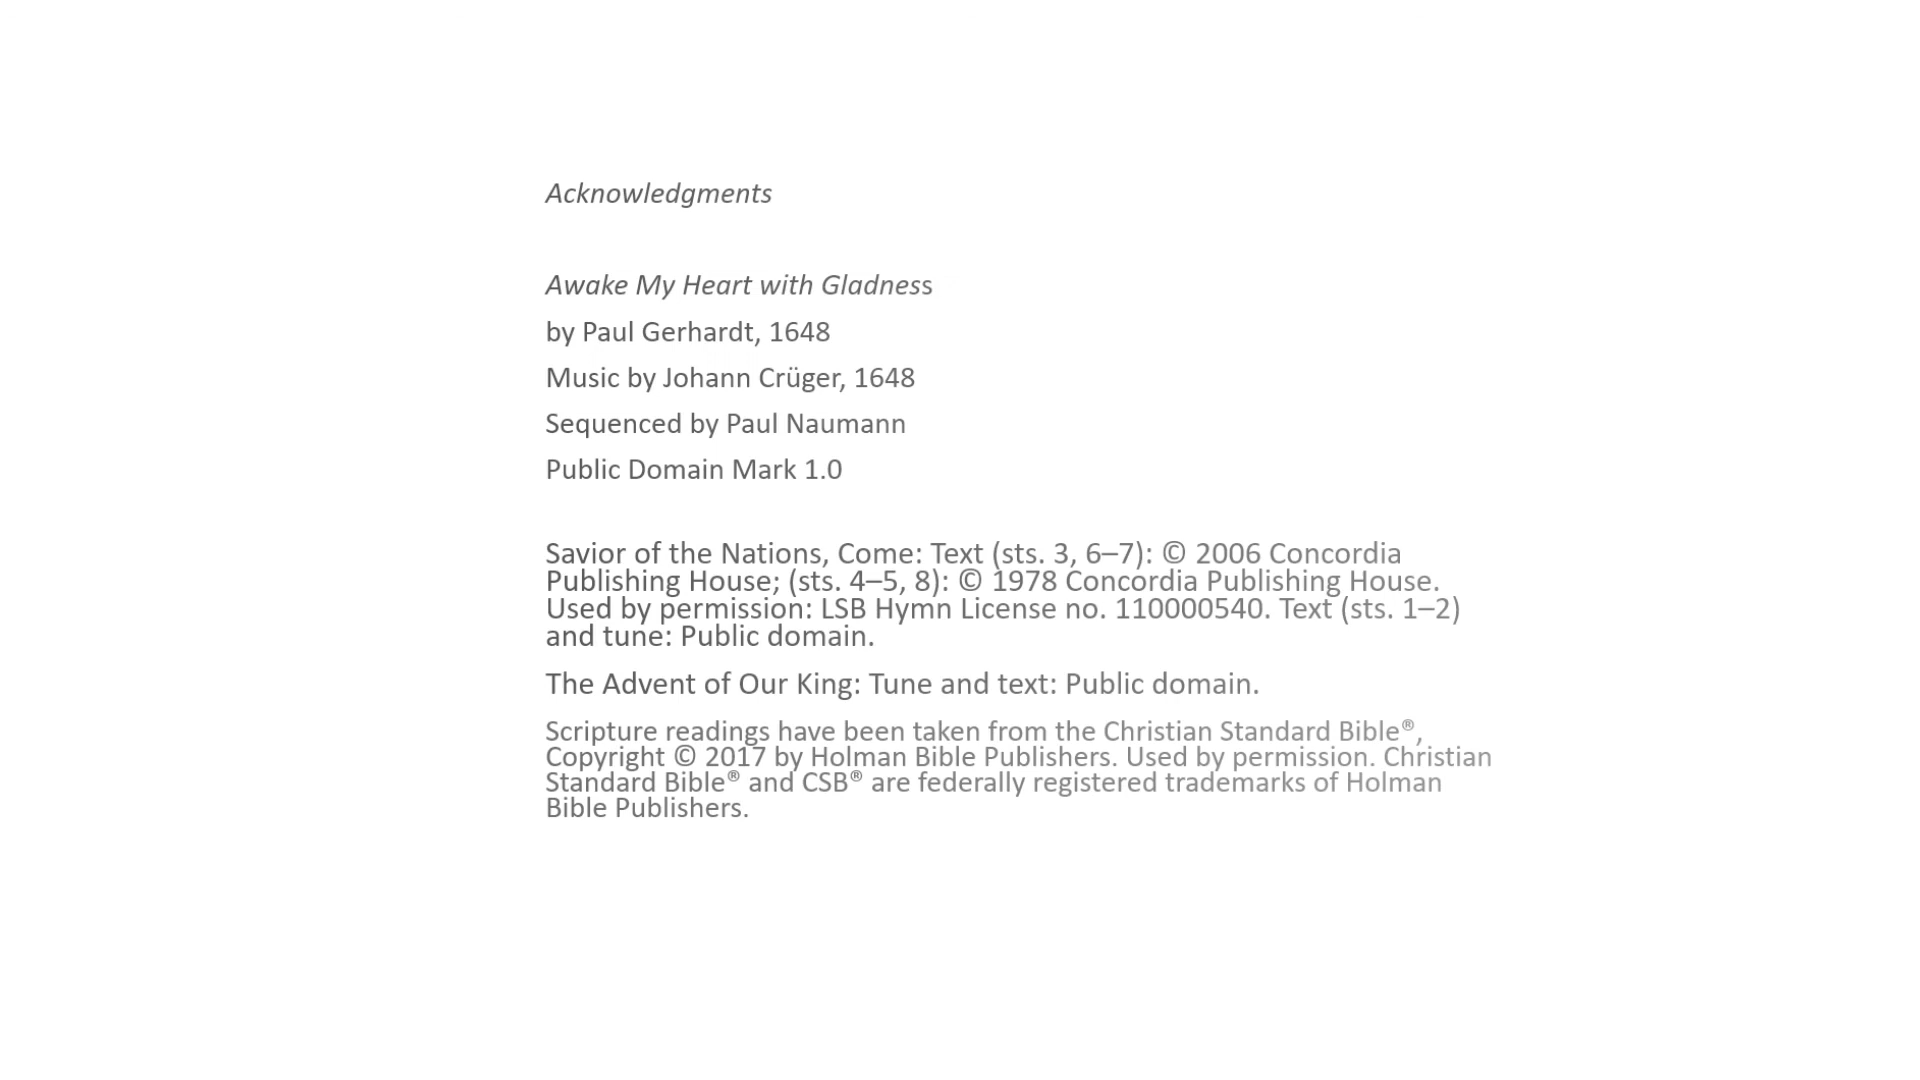 Acknowledgments
Awake My Heart with Gladness
by Paul Gerhardt, 1648
Music by Johann Crüger, 1648
Sequenced by Paul Naumann
Public Domain Mark 1.0
Savior of the Nations, Come: Text (sts. 3, 6–7): © 2006 Concordia
Publishing House; (sts. 4–5, 8): © 1978 Concordia Publishing House.
Used by permission: LSB Hymn License no. 110000540. Text (sts. 1–2)
and tune: Public domain.
The Advent of Our King: Tune and text: Public domain.
Scripture readings have been taken from the Christian Standard Bible®,
Copyright © 2017 by Holman Bible Publishers. Used by permission. Christian
Standard Bible® and CSB® are federally registered trademarks of Holman
Bible Publishers.